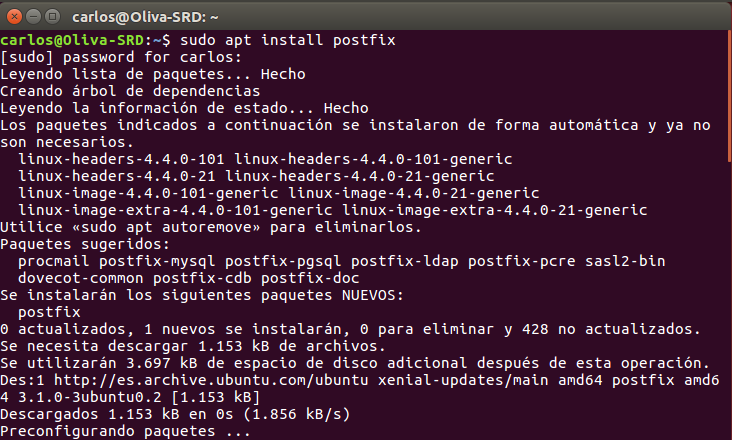 carlos@Oliva-SRD: ~
carlos@Oliva-SRD:~$ sudo apt install postfix
[sudo] password for carlos:
Leyendo lista de paquetes... Hecho
Creando árbol de dependencias
Leyendo la información de estado... Hecho
Los paquetes indicados a continuación se instalaron de forma automática y ya no
son necesarios.
  linux-headers-4.4.0-101 linux-headers-4.4.0-101-generic
  linux-headers-4.4.0-21 linux-headers-4.4.0-21-generic
  linux-image-4.4.0-101-generic linux-image-4.4.0-21-generic
  linux-image-extra-4.4.0-101-generic linux-image-extra-4.4.0-21-generic
Utilice «sudo apt autoremove» para eliminarlos.
Paquetes sugeridos:
  procmail postfix-mysql postfix-pgsql postfix-ldap postfix-pcre sasl2-bin
  dovecot-common postfix-cdb postfix-doc
Se instalarán los siguientes paquetes NUEVOS:
  postfix
0 actualizados, 1 nuevos se instalarán, 0 para eliminar y 428 no actualizados.
Se necesita descargar 1.153 kB de archivos.
Se utilizarán 3.697 kB de espacio de disco adicional después de esta operación.
Des:1 http://es.archive.ubuntu.com/ubuntu xenial-updates/main amd64 postfix amd6
4 3.1.0-3ubuntu0.2 [1.153 kB]
Descargados 1.153 kB en 0s (1.856 kB/s)
Preconfigurando paquetes ...